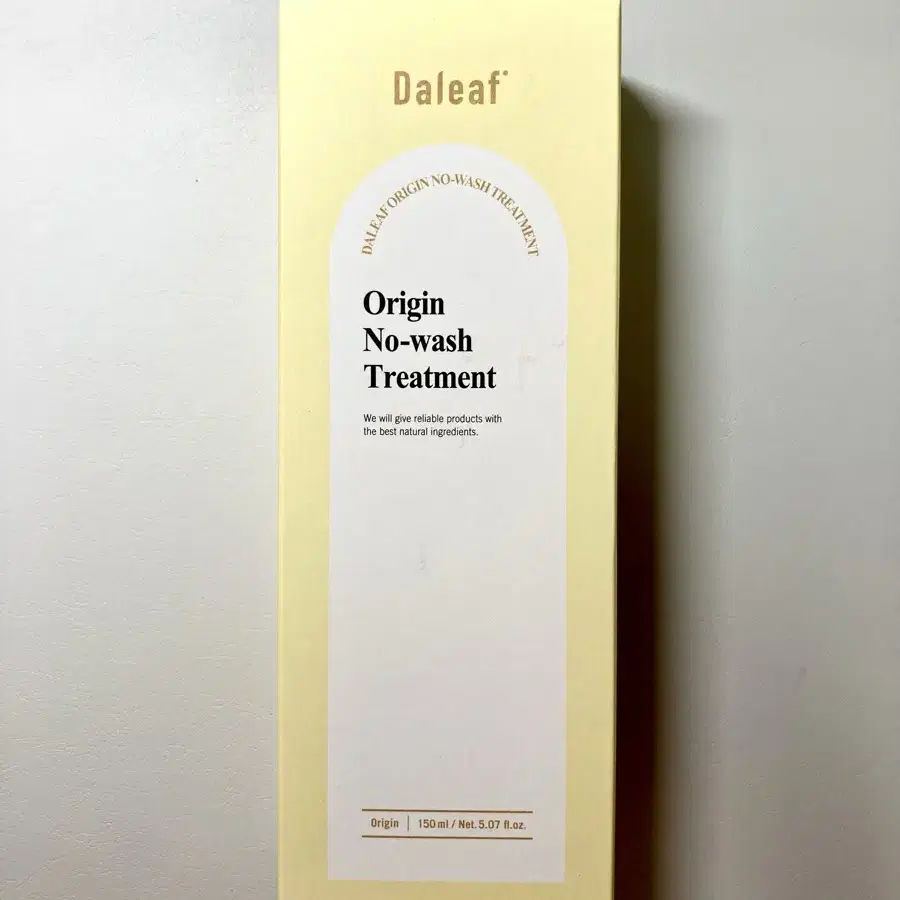 Daleaf
DALEAF ORIGIN NO-WASH TREATMENT
Origin
No-wash
Treatment
We will give reliable products with
the best natural ingredients.
Origin | 150 ml / Net. 5.07 fl.oz.